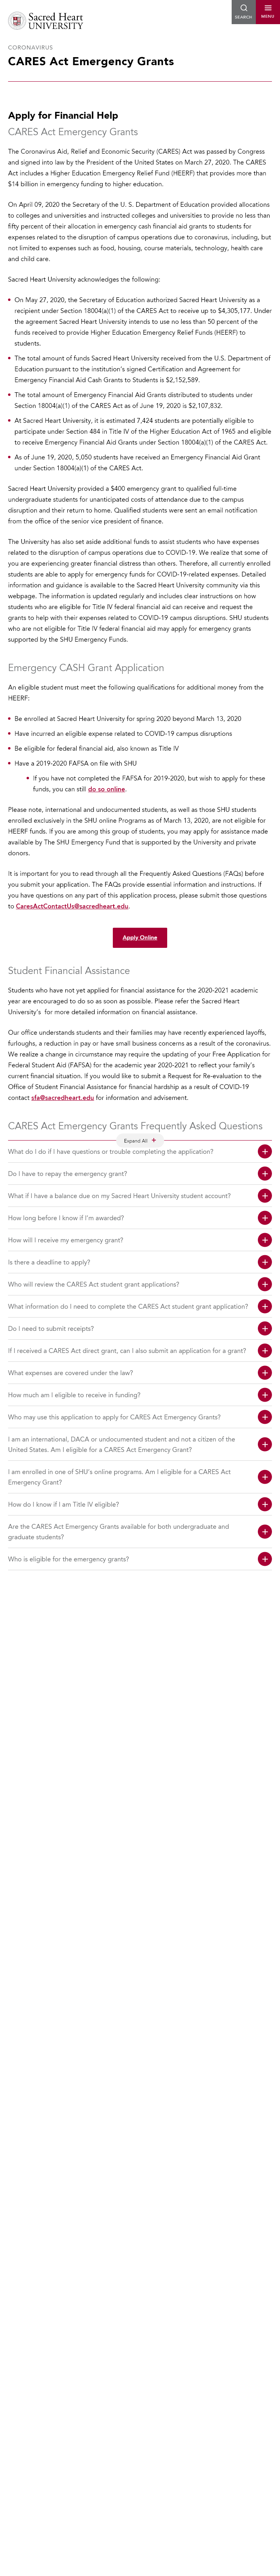 Sacred Heart
UNIVERSITY
SEARCH
MENU
CORONAVIRUS
CARES Act Emergency Grants
Apply for Financial Help
CARES Act Emergency Grants
The Coronavirus Aid, Relief and Economic Security (CARES) Act was passed by Congress
and signed into law by the President of the United States on March 27, 2020. The CARES
Act includes a Higher Education Emergency Relief Fund (HEERF) that provides more than
$14 billion in emergency funding to higher education.
On April 09, 2020 the Secretary of the U. S. Department of Education provided allocations
to colleges and universities and instructed colleges and universities to provide no less than
fifty percent of their allocation in emergency cash financial aid grants to students for
expenses related to the disruption of campus operations due to coronavirus, including, but
not limited to expenses such as food, housing, course materials, technology, health care
and child care.
Sacred Heart University acknowledges the following:
On May 27, 2020, the Secretary of Education authorized Sacred Heart University as a
recipient under Section 18004(a)(1) of the CARES Act to receive up to $4,305,177. Under
the agreement Sacred Heart University intends to use no less than 50 percent of the
funds received to provide Higher Education Emergency Relief Funds (HEERF) to
students.
The total amount of funds Sacred Heart University received from the U.S. Department of
Education pursuant to the institution's signed Certification and Agreement for
Emergency Financial Aid Cash Grants to Students is $2,152,589.
The total amount of Emergency Financial Aid Grants distributed to students under
Section 18004(a)(1) of the CARES Act as of June 19, 2020 is $2,107,832.
At Sacred Heart University, it is estimated 7,424 students are potentially eligible to
participate under Section 484 in Title IV of the Higher Education Act of 1965 and eligible
to receive Emergency Financial Aid Grants under Section 18004(a)(1) of the CARES Act.
As of June 19, 2020, 5,050 students have received an Emergency Financial Aid Grant
under Section 18004(a)(1) of the CARES Act.
Sacred Heart University provided a $400 emergency grant to qualified full-time
undergraduate students for unanticipated costs in attendance due to the campus
disruption and their return to home. Qualified students were sent an email notification
from the office of the senior vice president of finance.
The University has also set aside additional funds to assist students who have expenses
related to the disruption of campus operations due to COVID-19. We realize that some of
you are experiencing greater financial distress than others. Therefore, all currently enrolled
students are able to apply for emergency funds for COVID-19-related expenses. Detailed
information and guidance is available to the Sacred Heart University community via this
webpage. The information is updated regularly and includes clear instructions on how
students who are eligible for Title IV federal financial aid can receive and request the
grants to help with their expenses related to COVID-19 campus disruptions. SHU students
who are not eligible for Title IV federal financial aid may apply for emergency grants
supported by the SHU Emergency Funds.
Emergency CASH Grant Application
An eligible student must meet the following qualifications for additional money from the
HEERF:
Be enrolled at Sacred Heart University for spring 2020 beyond March 13, 2020
Have incurred an eligible expense related to COVID-19 campus disruptions
Be eligible for federal financial aid, also known as Title IV
Have a 2019-2020 FAFSA on file with SHU
If you have not completed the FAFSA for 2019-2020, but wish to apply for these
funds, you can still do so online.
Please note, international and undocumented students, as well as those SHU students
enrolled exclusively in the SHU online Programs as of March 13, 2020, are not eligible for
HEERF funds. If you are among this group of students, you may apply for assistance made
available by The SHU Emergency Fund that is supported by the University and private
donors.
It is important for you to read through all the Frequently Asked Questions (FAQs) before
you submit your application. The FAQs provide essential information and instructions. If
you have questions on any part of this application process, please submit those questions
to CaresActContactUs@sacredheart.edu.
Apply Online
Student Financial Assistance
Students who have not yet applied for financial assistance for the 2020-2021 academic
year are encouraged to do so as soon as possible. Please refer the Sacred Heart
University's for more detailed information on financial assistance.
Our office understands students and their families may have recently experienced layoffs,
furloughs, a reduction in pay or have small business concerns as a result of the coronavirus.
We realize a change in income may require the updating of your Free Application for
Federal Student Aid (FAFSA) for the academic year 2020-2021 to reflect your family's
current financial situation. If you would like to submit a Request for Re-evaluation to the
Office of Student Financial Assistance for financial hardship as a result of COVID-19
contact sfa@sacredheart.edu for information and advisement.
CARES Act Emergency Grants Frequently Asked Questions
Expand All +
What do I do if I have questions or trouble completing the application?
Do I have to repay the emergency grant?
What if I have a balance due on my Sacred Heart University student account?
How long before I know if I'm awarded?
How will I receive my emergency grant?
Is there a deadline to apply?
Who will review the CARES Act student grant applications?
What information do I need to complete the CARES Act student grant application?
Do I need to submit receipts?
If I received a CARES Act direct grant, can I also submit an application for a grant?
What expenses are covered under the law?
How much am I eligible to receive in funding?
Who may use this application to apply for CARES Act Emergency Grants?
I am an international, DACA or undocumented student and not a citizen of the
United States. Am I eligible for a CARES Act Emergency Grant?
I am enrolled in one of SHU's online programs. Am I eligible for a CARES Act
Emergency Grant?
How do I know if I am Title IV eligible?
Are the CARES Act Emergency Grants available for both undergraduate and
graduate students?
Who is eligible for the emergency grants?